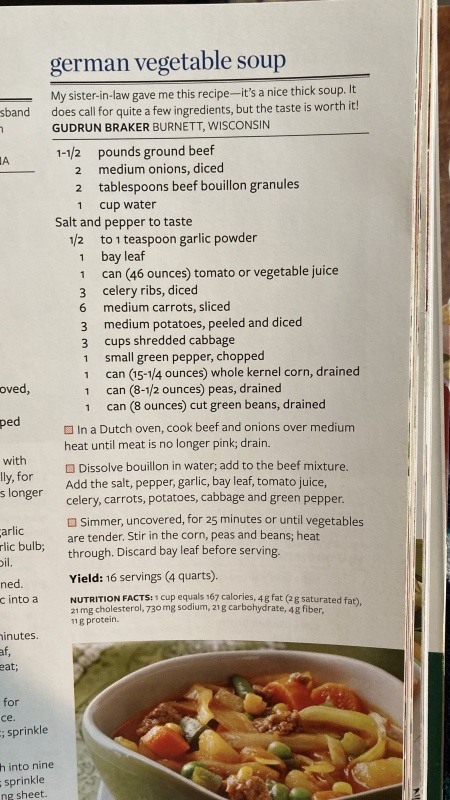 german vegetable soup
My sister-in-law gave me this recipe—it's a nice thick soup. It
does call for quite a few ingredients, but the taste is worth it!
GUDRUN BRAKER BURNETT, WISCONSIN
1-1/2 pounds ground beef
2 medium onions, diced
2 tablespoons beef bouillon granules
1 cup water
Salt and pepper to taste
1/2 to 1 teaspoon garlic powder
1 bay leaf
1 can (46 ounces) tomato or vegetable juice
3 celery ribs, diced
6 medium carrots, sliced
3 medium potatoes, peeled and diced
3 cups shredded cabbage
1 small green pepper, chopped
1 can (15-1/4 ounces) whole kernel corn, drained
1 can (8-1/2 ounces) peas, drained
1 can (8 ounces) cut green beans, drained
In a Dutch oven, cook beef and onions over medium
heat until meat is no longer pink; drain.
Dissolve bouillon in water; add to the beef mixture.
Add the salt, pepper, garlic, bay leaf, tomato juice,
celery, carrots, potatoes, cabbage and green pepper.
Simmer, uncovered, for 25 minutes or until vegetables
are tender. Stir in the corn, peas and beans; heat
through. Discard bay leaf before serving.
Yield: 16 servings (4 quarts).
NUTRITION FACTS: 1 cup equals 167 calories, 4 g fat (2 g saturated fat),
21 mg cholesterol, 730 mg sodium, 21 g carbohydrate, 4 g fiber,
11 g protein.
with
for
longer
garlic
garlic bulb;
into a
minutes.
for
; sprinkle
into nine
; sprinkle
sheet.